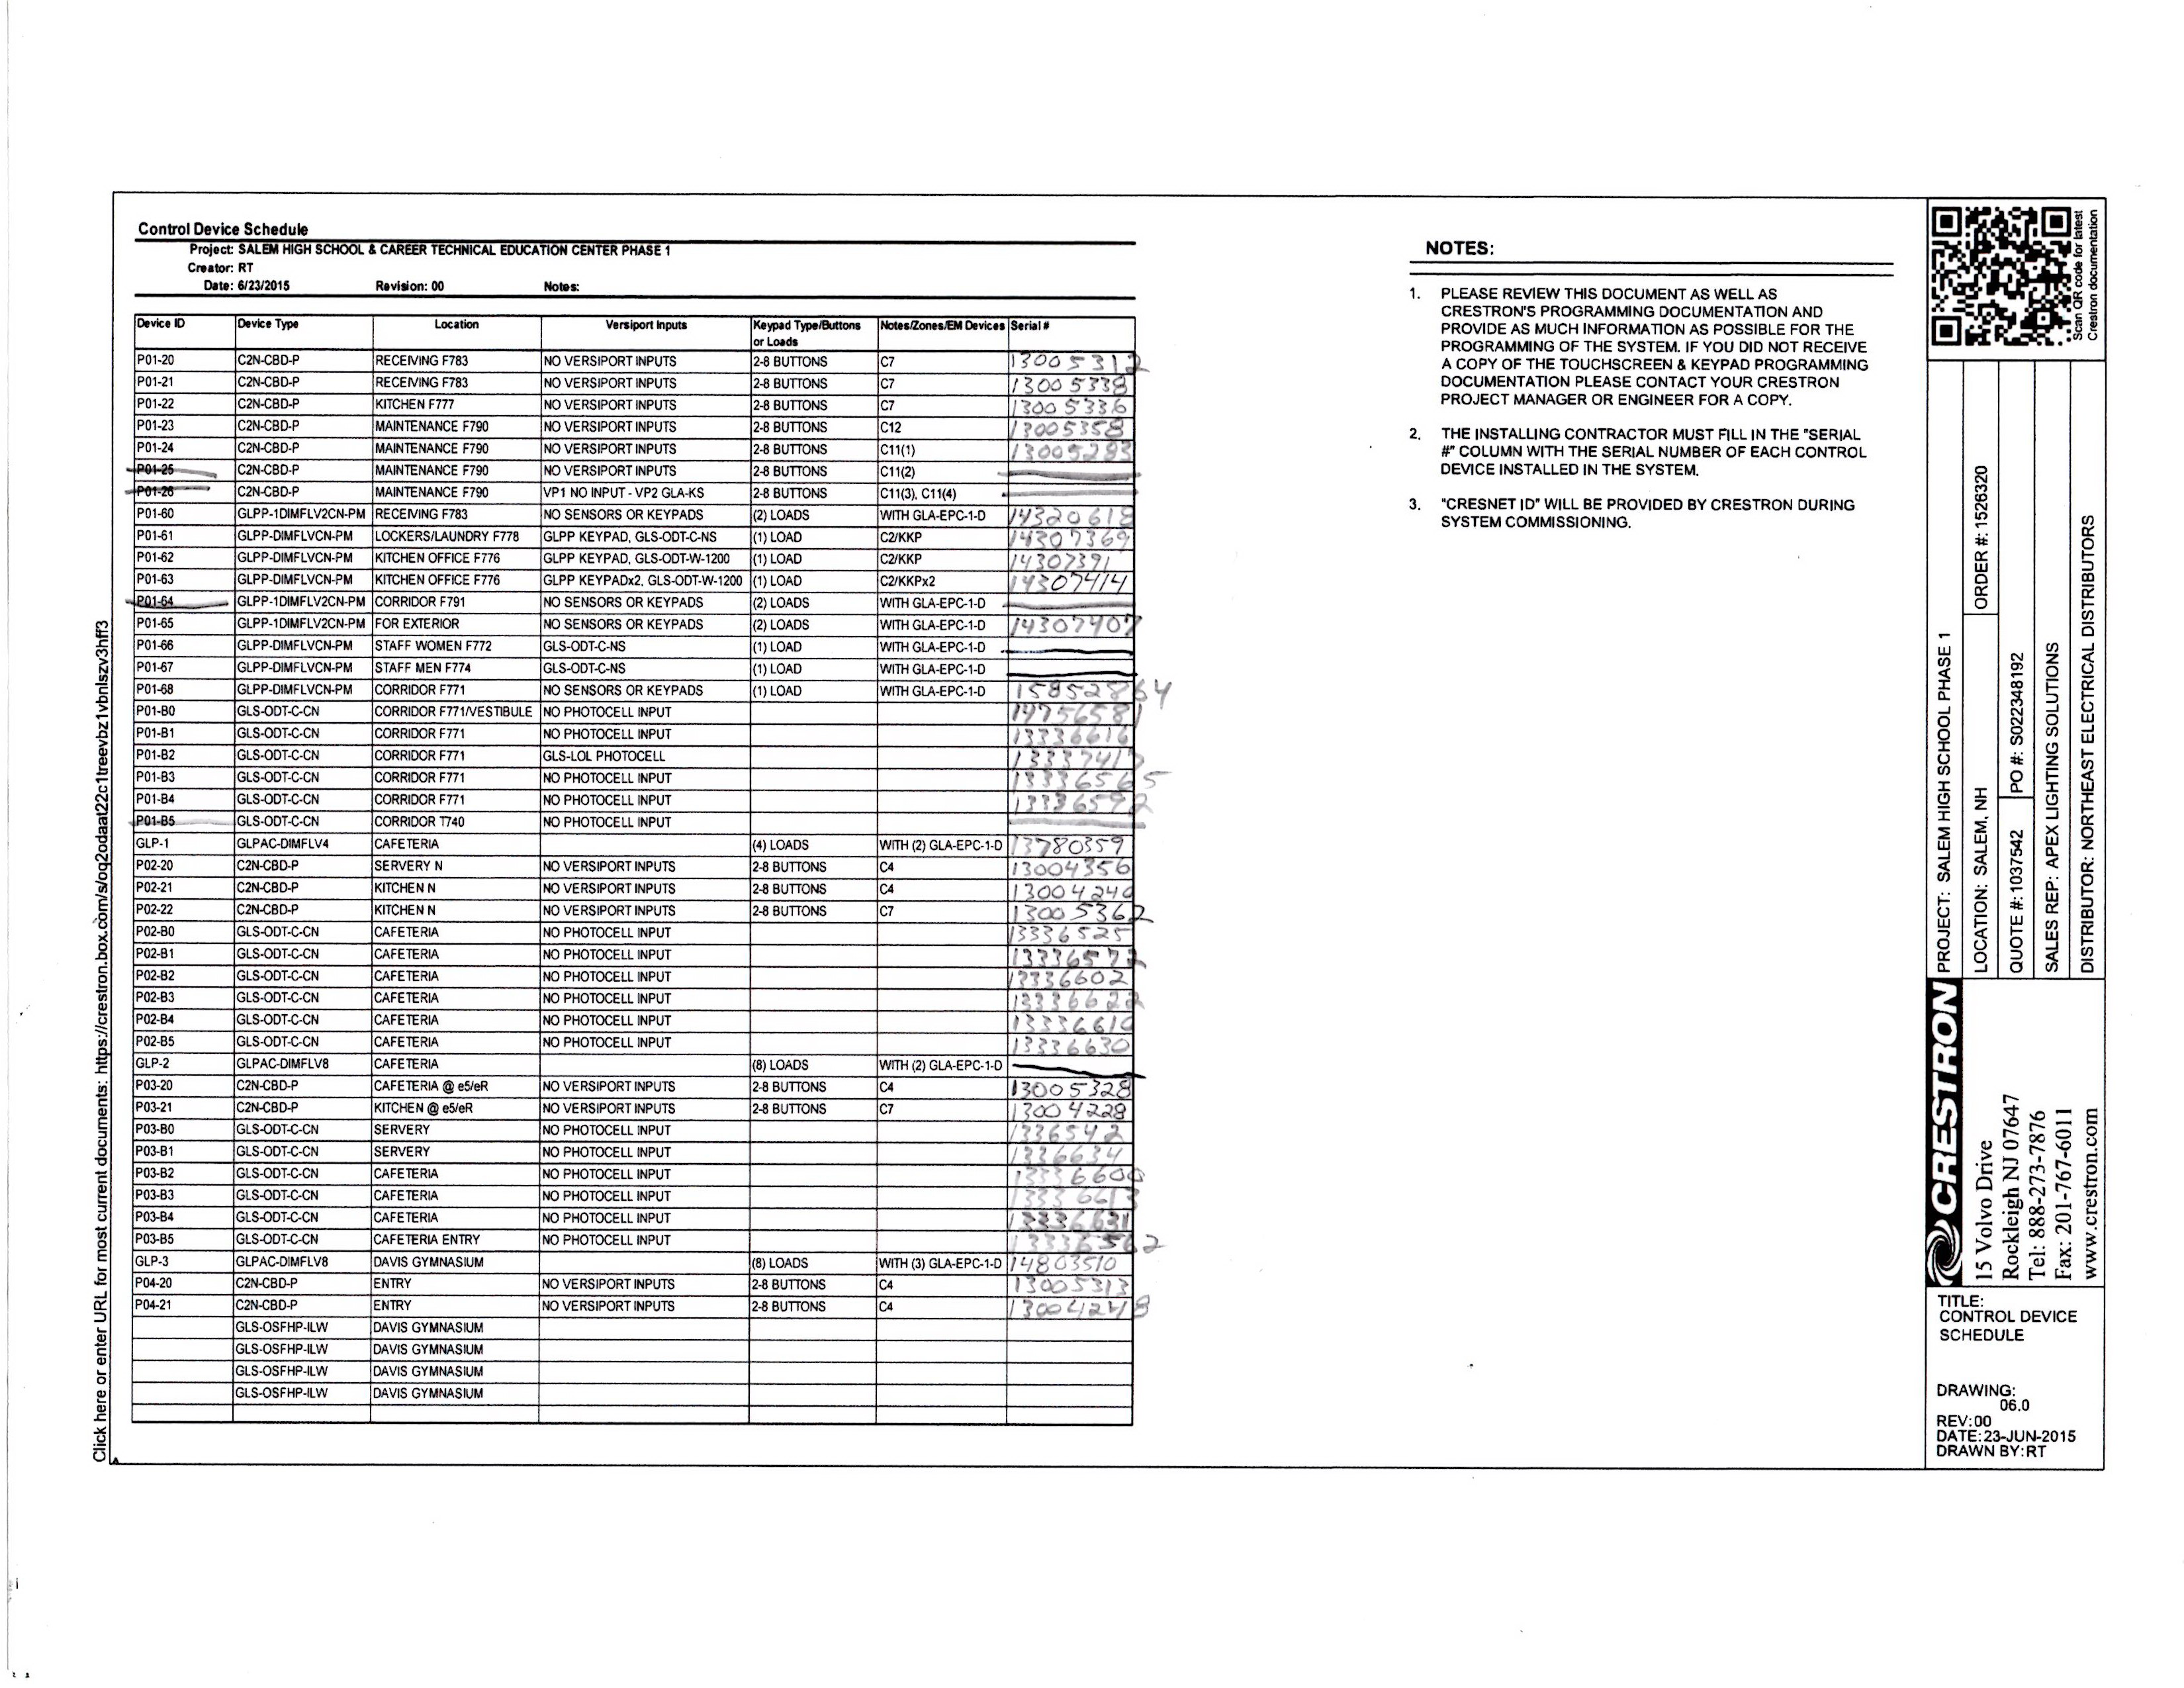 Control Device Schedule
Project: SALEM HIGH SCHOOL & CAREER TECHNICAL EDUCATION CENTER PHASE 1
Creator: RT
Date: 6/23/2015 Revision: 00 Notes:
Device ID Device Type Location Versiport Inputs Keypad Type/Buttons or Loads Notes/Zones/EM Devices Serial #
P01-20 C2N-CBD-P RECEIVING F783 NO VERSIPORT INPUTS 2-8 BUTTONS C7 13005312
P01-21 C2N-CBD-P RECEIVING F783 NO VERSIPORT INPUTS 2-8 BUTTONS C7 13005338
P01-22 C2N-CBD-P KITCHEN F777 NO VERSIPORT INPUTS 2-8 BUTTONS C7 13005336
P01-23 C2N-CBD-P MAINTENANCE F790 NO VERSIPORT INPUTS 2-8 BUTTONS C12 13005358
P01-24 C2N-CBD-P MAINTENANCE F790 NO VERSIPORT INPUTS 2-8 BUTTONS C11(1) 13005283
P01-25 C2N-CBD-P MAINTENANCE F790 NO VERSIPORT INPUTS 2-8 BUTTONS C11(2)
P01-26 C2N-CBD-P MAINTENANCE F790 VP1 NO INPUT - VP2 GLA-KS 2-8 BUTTONS C11(3), C11(4)
P01-60 GLPP-1DIMFLV2CN-PM RECEIVING F783 NO SENSORS OR KEYPADS (2) LOADS WITH GLA-EPC-1-D 14320618
P01-61 GLPP-DIMFLVCN-PM LOCKERS/LAUNDRY F778 GLPP KEYPAD, GLS-ODT-C-NS (1) LOAD C2/KKP 14307369
P01-62 GLPP-DIMFLVCN-PM KITCHEN OFFICE F776 GLPP KEYPAD, GLS-ODT-W-1200 (1) LOAD C2/KKP 14307391
P01-63 GLPP-DIMFLVCN-PM KITCHEN OFFICE F776 GLPP KEYPADx2, GLS-ODT-W-1200 (1) LOAD C2/KKPx2 14307414
P01-64 GLPP-1DIMFLV2CN-PM CORRIDOR F791 NO SENSORS OR KEYPADS (2) LOADS WITH GLA-EPC-1-D
P01-65 GLPP-1DIMFLV2CN-PM FOR EXTERIOR NO SENSORS OR KEYPADS (2) LOADS WITH GLA-EPC-1-D 14307407
P01-66 GLPP-DIMFLVCN-PM STAFF WOMEN F772 GLS-ODT-C-NS (1) LOAD WITH GLA-EPC-1-D
P01-67 GLPP-DIMFLVCN-PM STAFF MEN F774 GLS-ODT-C-NS (1) LOAD WITH GLA-EPC-1-D
P01-68 GLPP-DIMFLVCN-PM CORRIDOR F771 NO SENSORS OR KEYPADS (1) LOAD WITH GLA-EPC-1-D 15852864
P01-B0 GLS-ODT-C-CN CORRIDOR F771/VESTIBULE NO PHOTOCELL INPUT
P01-B1 GLS-ODT-C-CN CORRIDOR F771 NO PHOTOCELL INPUT 13336616
P01-B2 GLS-ODT-C-CN CORRIDOR F771 GLS-LOL PHOTOCELL
P01-B3 GLS-ODT-C-CN CORRIDOR F771 NO PHOTOCELL INPUT 13336565
P01-B4 GLS-ODT-C-CN CORRIDOR F771 NO PHOTOCELL INPUT 13336592
P01-B5 GLS-ODT-C-CN CORRIDOR T740 NO PHOTOCELL INPUT
GLP-1 GLPAC-DIMFLV4 CAFETERIA (4) LOADS WITH (2) GLA-EPC-1-D 13780359
P02-20 C2N-CBD-P SERVERY N NO VERSIPORT INPUTS 2-8 BUTTONS C4 13004356
P02-21 C2N-CBD-P KITCHEN N NO VERSIPORT INPUTS 2-8 BUTTONS C4
P02-22 C2N-CBD-P KITCHEN N NO VERSIPORT INPUTS 2-8 BUTTONS C7 13005362
P02-B0 GLS-ODT-C-CN CAFETERIA NO PHOTOCELL INPUT 13336525
P02-B1 GLS-ODT-C-CN CAFETERIA NO PHOTOCELL INPUT 13336572
P02-B2 GLS-ODT-C-CN CAFETERIA NO PHOTOCELL INPUT 13336602
P02-B3 GLS-ODT-C-CN CAFETERIA NO PHOTOCELL INPUT 13336622
P02-B4 GLS-ODT-C-CN CAFETERIA NO PHOTOCELL INPUT 13336610
P02-B5 GLS-ODT-C-CN CAFETERIA NO PHOTOCELL INPUT 13336630
GLP-2 GLPAC-DIMFLV8 CAFETERIA (8) LOADS WITH (2) GLA-EPC-1-D
P03-20 C2N-CBD-P CAFETERIA @ e5/eR NO VERSIPORT INPUTS 2-8 BUTTONS C4 13005328
P03-21 C2N-CBD-P KITCHEN @ e5/eR NO VERSIPORT INPUTS 2-8 BUTTONS C7 13004228
P03-B0 GLS-ODT-C-CN SERVERY NO PHOTOCELL INPUT 1336542
P03-B1 GLS-ODT-C-CN SERVERY NO PHOTOCELL INPUT 1336634
P03-B2 GLS-ODT-C-CN CAFETERIA NO PHOTOCELL INPUT
P03-B3 GLS-ODT-C-CN CAFETERIA NO PHOTOCELL INPUT 13336613
P03-B4 GLS-ODT-C-CN CAFETERIA NO PHOTOCELL INPUT 13336631
P03-B5 GLS-ODT-C-CN CAFETERIA ENTRY NO PHOTOCELL INPUT 13336562
GLP-3 GLPAC-DIMFLV8 DAVIS GYMNASIUM (8) LOADS WITH (3) GLA-EPC-1-D 14803510
P04-20 C2N-CBD-P ENTRY NO VERSIPORT INPUTS 2-8 BUTTONS C4 13005313
P04-21 C2N-CBD-P ENTRY NO VERSIPORT INPUTS 2-8 BUTTONS C4 13004248
GLS-OSFHP-ILW DAVIS GYMNASIUM
GLS-OSFHP-ILW DAVIS GYMNASIUM
GLS-OSFHP-ILW DAVIS GYMNASIUM
GLS-OSFHP-ILW DAVIS GYMNASIUM
NOTES:
1. PLEASE REVIEW THIS DOCUMENT AS WELL AS
CRESTRON'S PROGRAMMING DOCUMENTATION AND
PROVIDE AS MUCH INFORMATION AS POSSIBLE FOR THE
PROGRAMMING OF THE SYSTEM. IF YOU DID NOT RECEIVE
A COPY OF THE TOUCHSCREEN & KEYPAD PROGRAMMING
DOCUMENTATION PLEASE CONTACT YOUR CRESTRON
PROJECT MANAGER OR ENGINEER FOR A COPY.
2. THE INSTALLING CONTRACTOR MUST FILL IN THE "SERIAL
#" COLUMN WITH THE SERIAL NUMBER OF EACH CONTROL
DEVICE INSTALLED IN THE SYSTEM.
3. "CRESNET ID" WILL BE PROVIDED BY CRESTRON DURING
SYSTEM COMMISSIONING.
Scan QR code for latest
Crestron documentation
PROJECT: SALEM HIGH SCHOOL PHASE 1
LOCATION: SALEM, NH ORDER #: 1526320
QUOTE #: 1037542 PO #: S022348192
SALES REP: APEX LIGHTING SOLUTIONS
DISTRIBUTOR: NORTHEAST ELECTRICAL DISTRIBUTORS
CRESTRON
15 Volvo Drive
Rockleigh NJ 07647
Tel: 888-273-7876
Fax: 201-767-6011
www.crestron.com
TITLE:
CONTROL DEVICE
SCHEDULE
DRAWING:
06.0
REV:00
DATE:23-JUN-2015
DRAWN BY:RT
Click here or enter URL for most current documents: https://crestron.box.com/s/oq2odaat22c1treevbz1vbnlszv3hff3